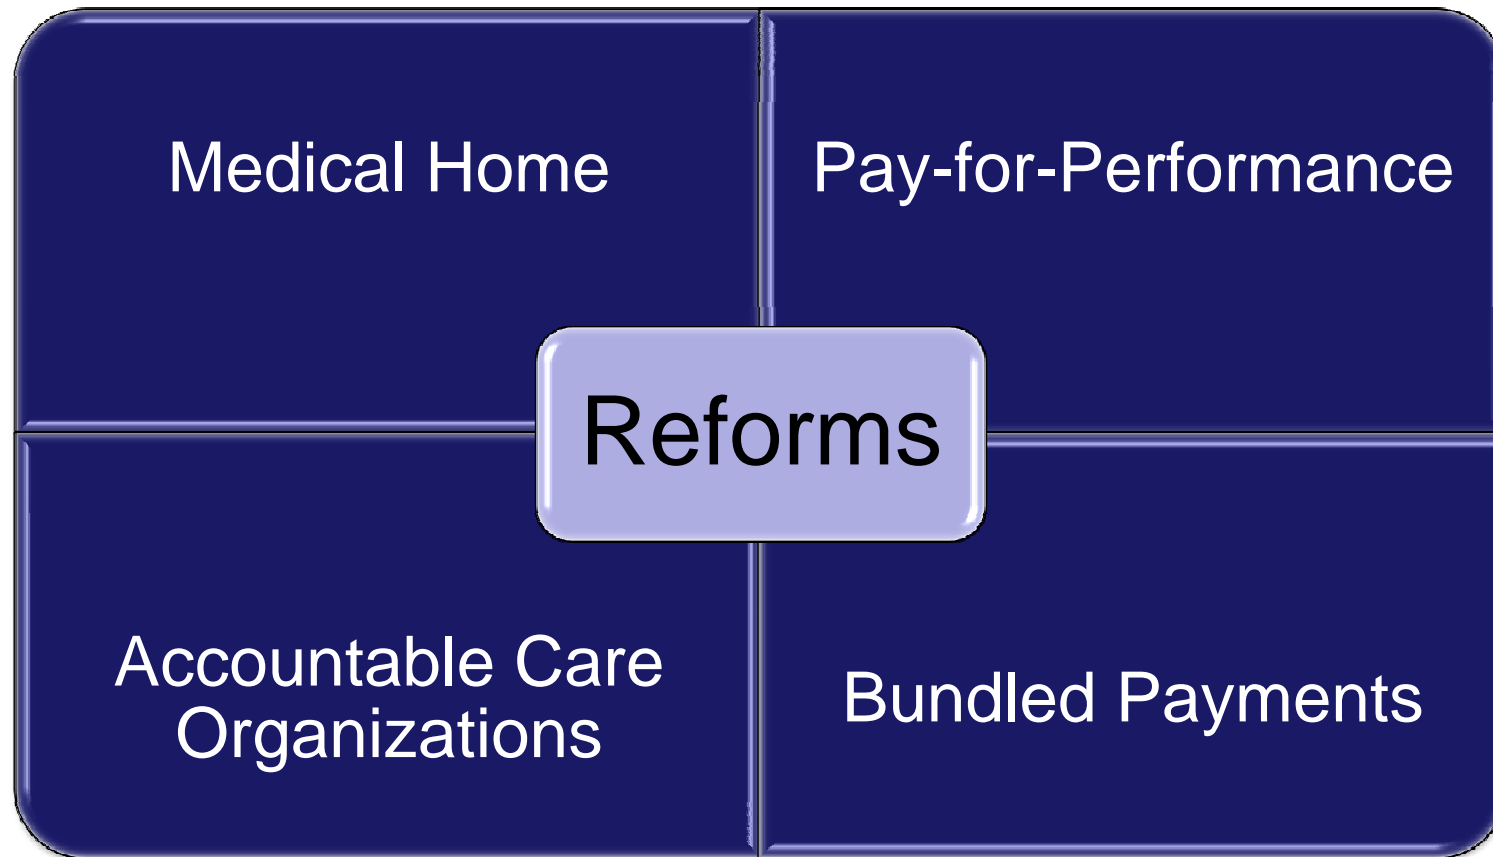 Medical Home
Pay-for-Performance
Reforms
Accountable Care
Organizations
Bundled Payments